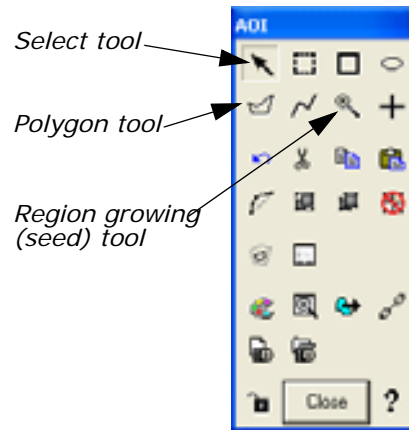 AOI
Select tool
Polygon tool
Region growing
(seed) tool
Close
?